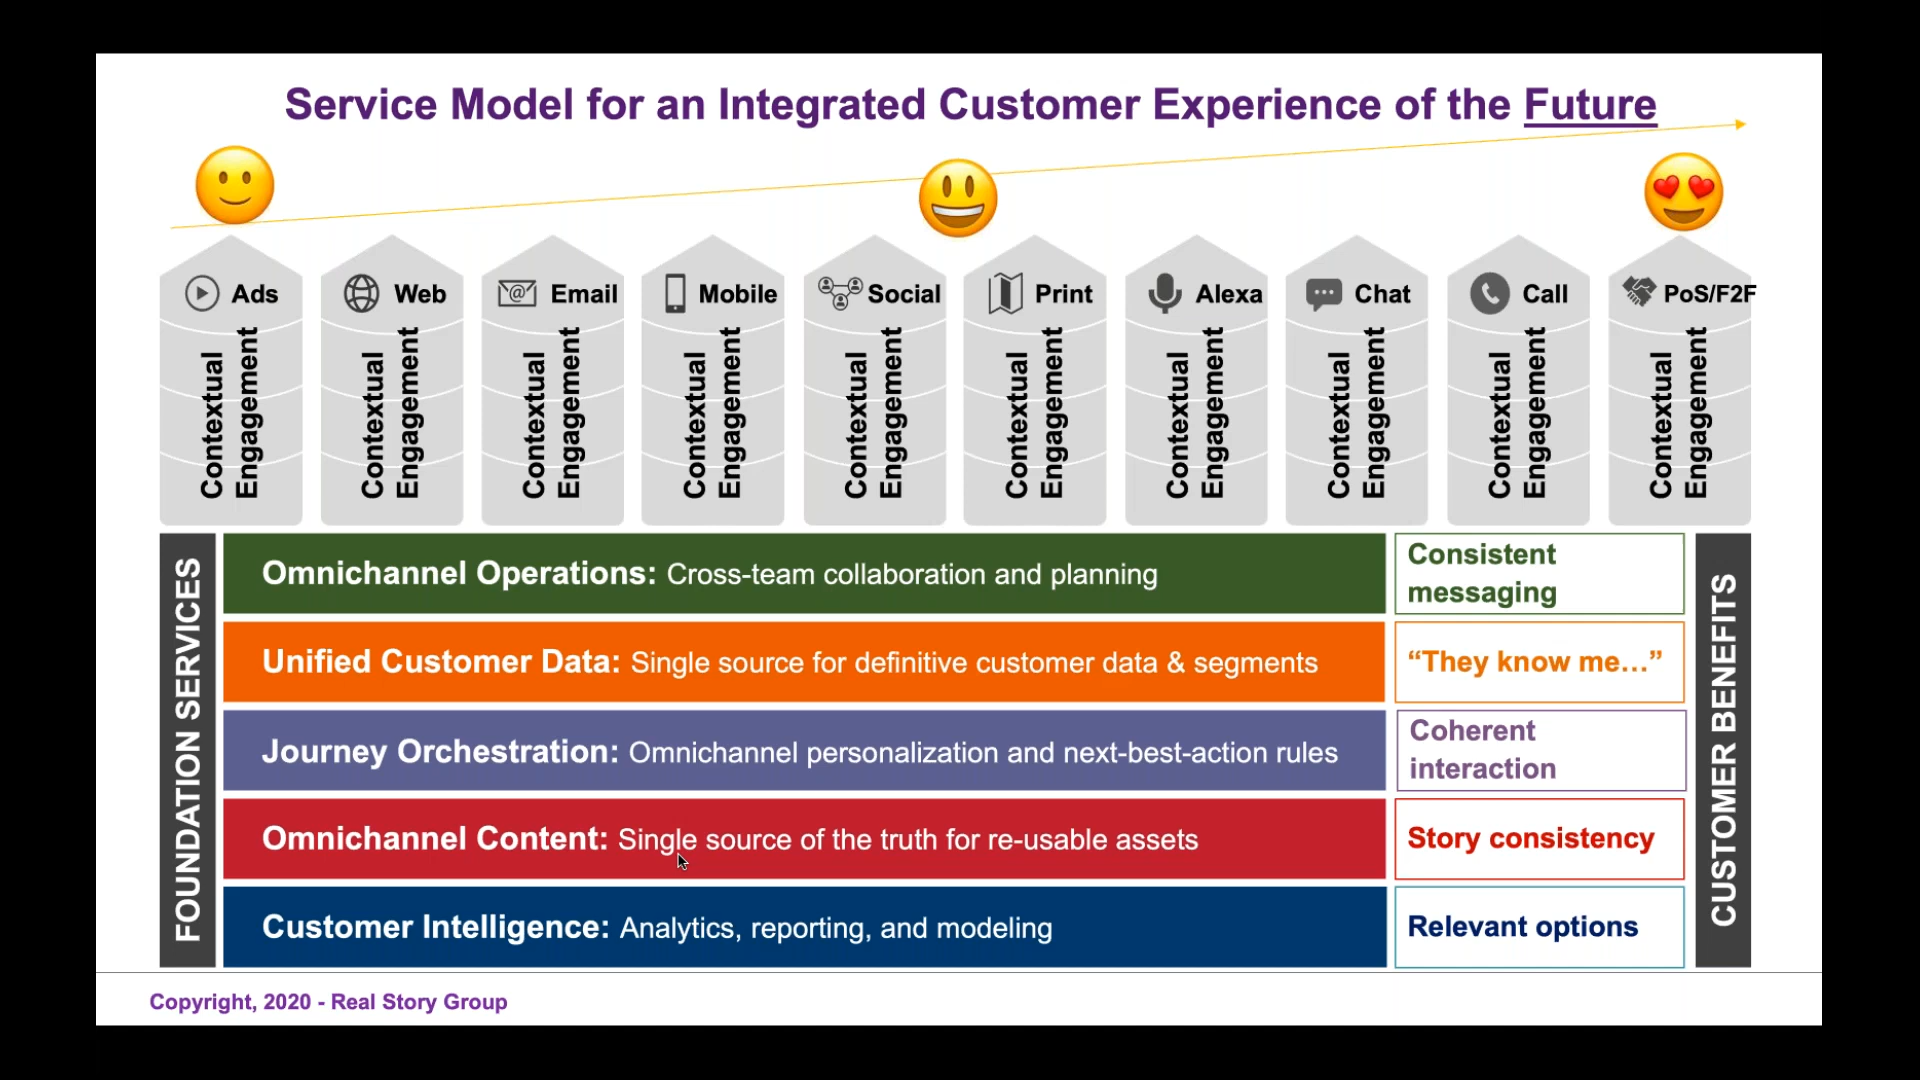 Service Model for an Integrated Customer Experience of the Future
Ads
Web
Email
Mobile
Social
Print
Alexa
Chat
Call
PoS/F2F
Contextual
Engagement
Contextual
Engagement
Contextual
Engagement
Contextual
Engagement
Contextual
Engagement
Contextual
Engagement
Contextual
Engagement
Contextual
Engagement
Contextual
Engagement
Contextual
Engagement
FOUNDATION SERVICES
Omnichannel Operations: Cross-team collaboration and planning
Consistent
messaging
Unified Customer Data: Single source for definitive customer data & segments
“They know me...”
Journey Orchestration: Omnichannel personalization and next-best-action rules
Coherent
interaction
Omnichannel Content: Single source of the truth for re-usable assets
Story consistency
Customer Intelligence: Analytics, reporting, and modeling
Relevant options
CUSTOMER BENEFITS
Copyright, 2020 - Real Story Group